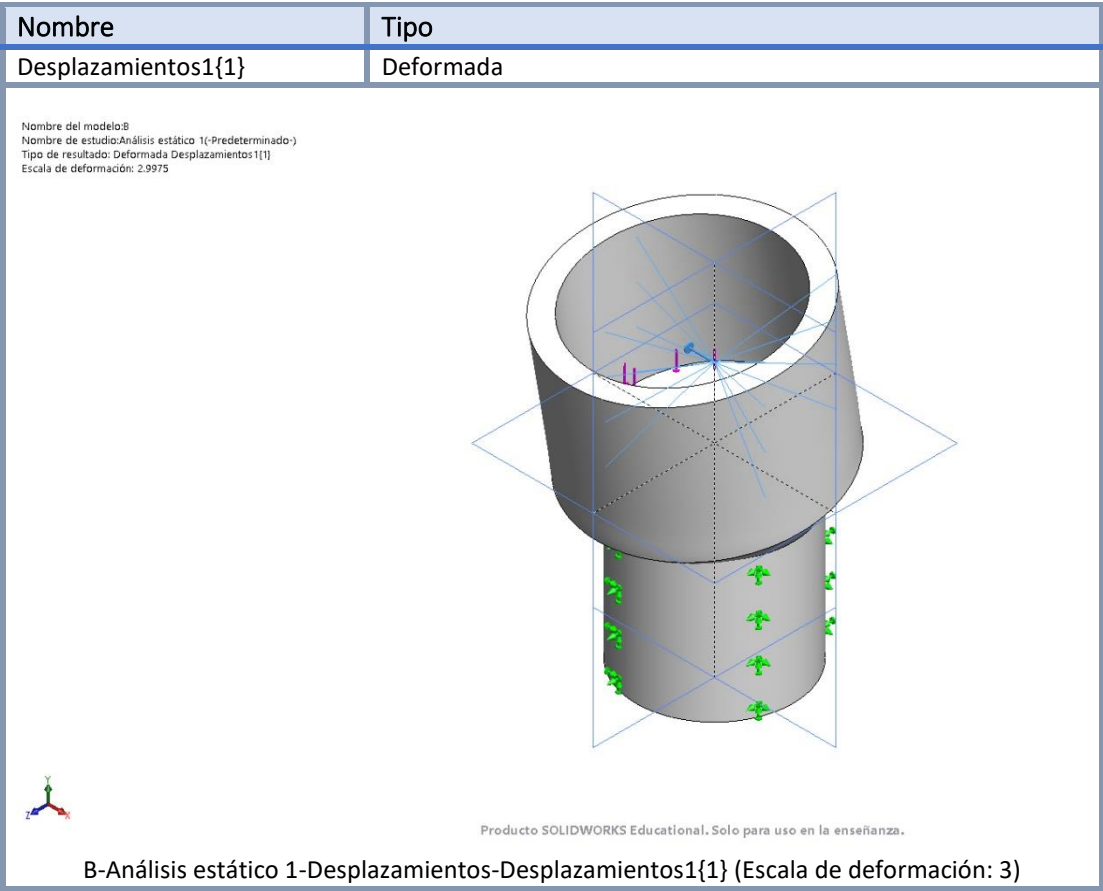 Nombre Tipo
Desplazamientos1{1} Deformada
Nombre del modelo:B
Nombre de estudio:Análisis estático 1(-Predeterminado-)
Tipo de resultado: Deformada Desplazamientos1{1}
Escala de deformación: 2.9975
Y
Z X
Producto SOLIDWORKS Educational. Solo para uso en la enseñanza.
B-Análisis estático 1-Desplazamientos-Desplazamientos1{1} (Escala de deformación: 3)